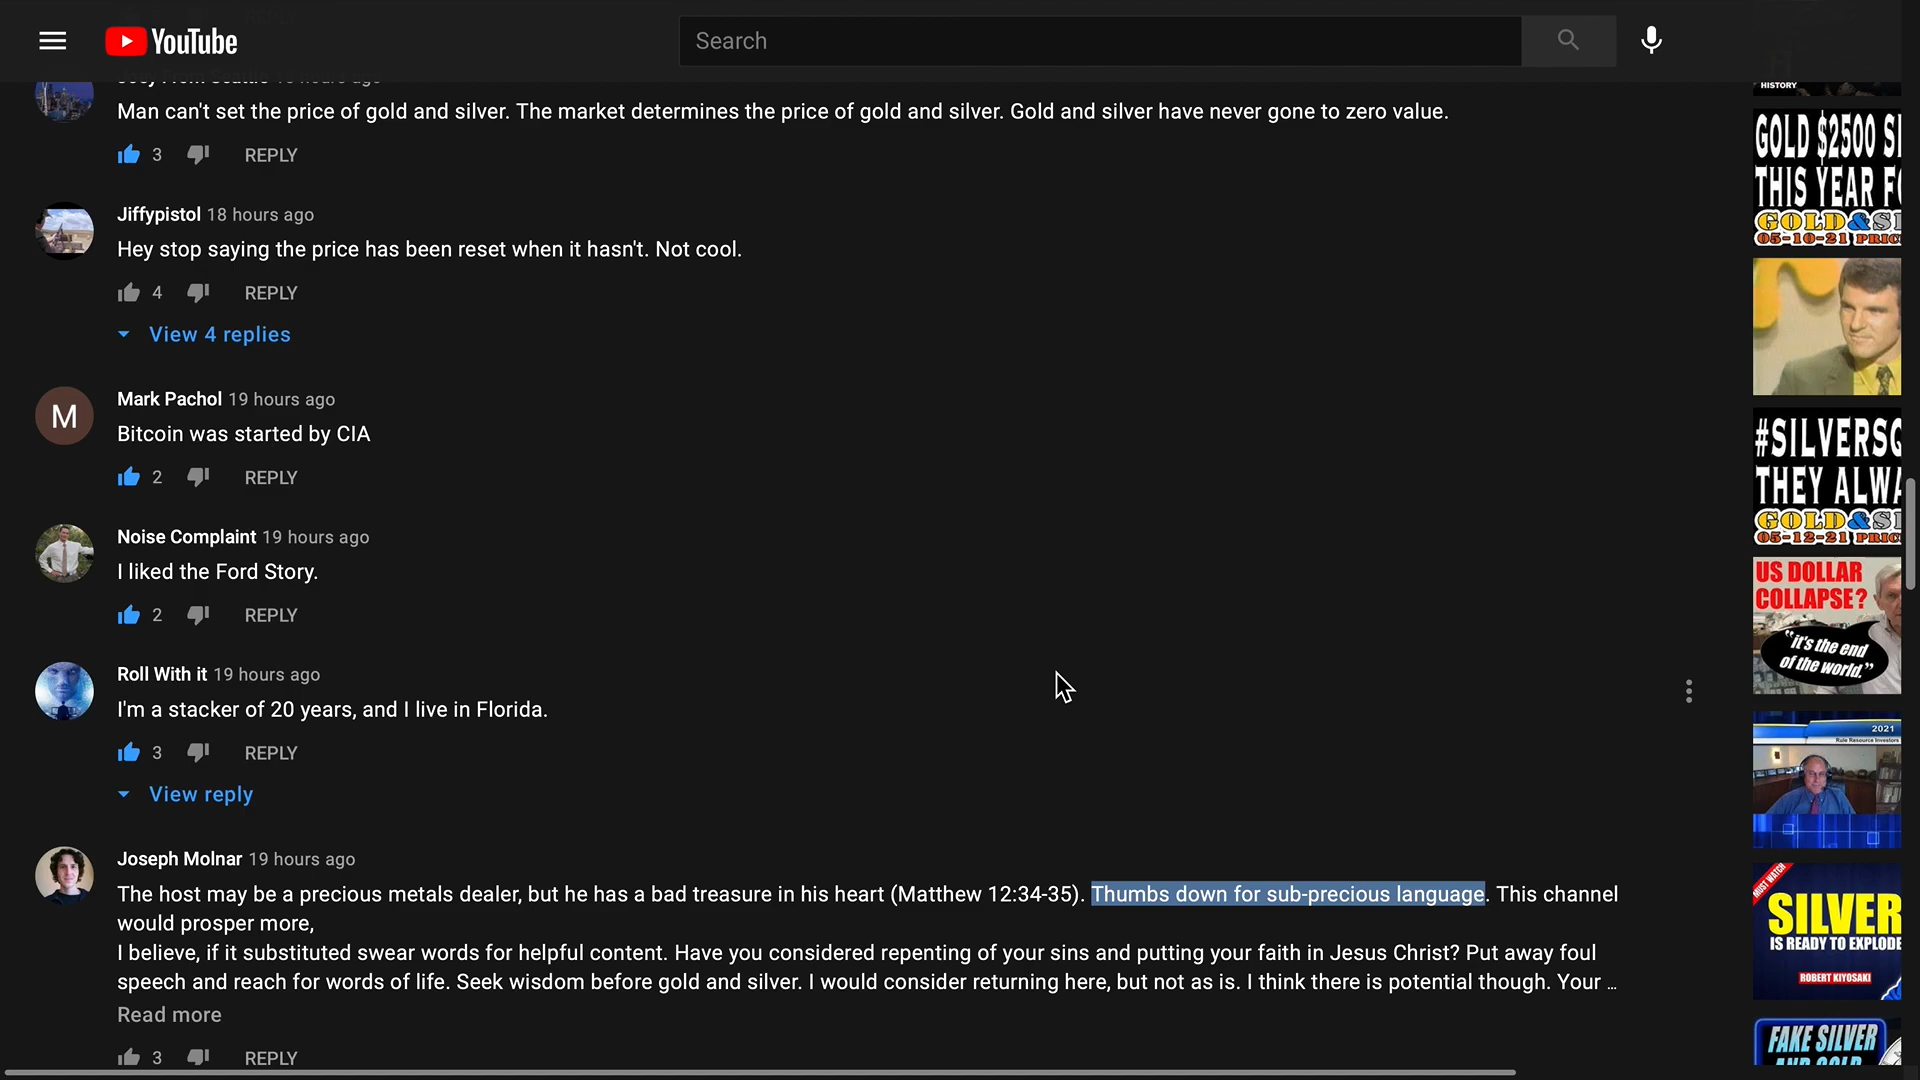 YouTube
Search
Man can't set the price of gold and silver. The market determines the price of gold and silver. Gold and silver have never gone to zero value.
3 REPLY
Jiffypistol 18 hours ago
Hey stop saying the price has been reset when it hasn't. Not cool.
4 REPLY
View 4 replies
M
Mark Pachol 19 hours ago
Bitcoin was started by CIA
2 REPLY
Noise Complaint 19 hours ago
I liked the Ford Story.
2 REPLY
Roll With it 19 hours ago
I'm a stacker of 20 years, and I live in Florida.
3 REPLY
View reply
Joseph Molnar 19 hours ago
The host may be a precious metals dealer, but he has a bad treasure in his heart (Matthew 12:34-35). Thumbs down for sub-precious language. This channel
would prosper more,
I believe, if it substituted swear words for helpful content. Have you considered repenting of your sins and putting your faith in Jesus Christ? Put away foul
speech and reach for words of life. Seek wisdom before gold and silver. I would consider returning here, but not as is. I think there is potential though. Your …
Read more
3 REPLY
HISTORY
GOLD $2500
THIS YEAR
GOLD &
05-10-21
THEY
GOLD &
05-12-21
US DOLLAR
COLLAPSE?
"it's the end
of the world."
2021
Rule Resource Investors
MUST WATCH
SILVER
IS READY TO EXPLODE
ROBERT KIYOSAKI
FAKE SILVER